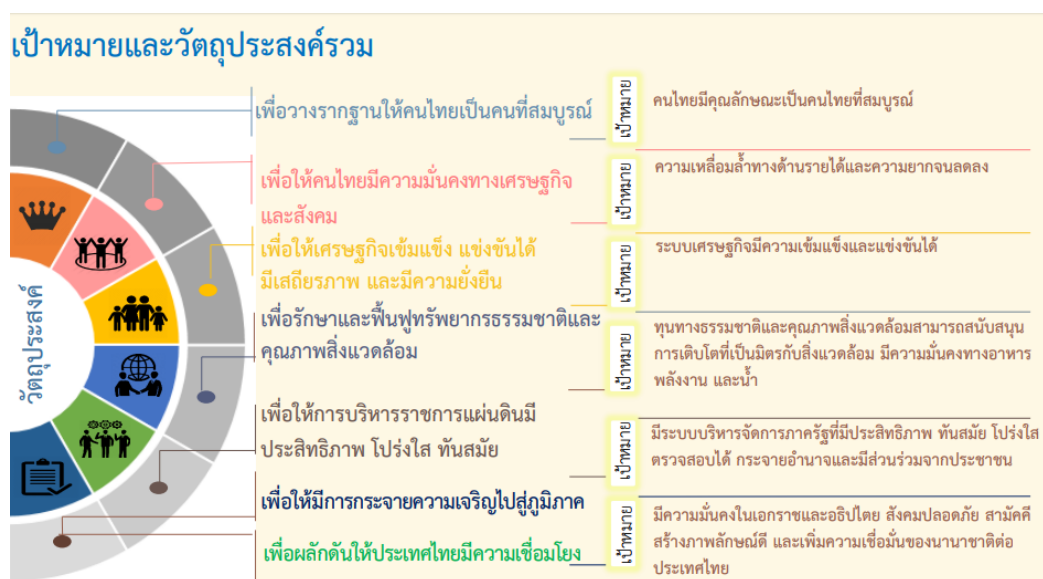 เป้าหมายและวัตถุประสงค์รวม
วัตถุประสงค์
เพื่อวางรากฐานให้คนไทยเป็นคนที่สมบูรณ์
เป้าหมาย
คนไทยมีคุณลักษณะเป็นคนไทยที่สมบูรณ์
เพื่อให้คนไทยมีความมั่นคงทางเศรษฐกิจ
และสังคม
เป้าหมาย
ความเหลื่อมล้ำทางด้านรายได้และความยากจนลดลง
เพื่อให้เศรษฐกิจเข้มแข็ง แข่งขันได้
มีเสถียรภาพ และมีความยั่งยืน
เป้าหมาย
ระบบเศรษฐกิจมีความเข้มแข็งและแข่งขันได้
เพื่อรักษาและฟื้นฟูทรัพยากรธรรมชาติและ
คุณภาพสิ่งแวดล้อม
เป้าหมาย
ทุนทางธรรมชาติและคุณภาพสิ่งแวดล้อมสามารถสนับสนุน
การเติบโตที่เป็นมิตรกับสิ่งแวดล้อม มีความมั่นคงทางอาหาร
พลังงาน และน้ำ
เพื่อให้การบริหารราชการแผ่นดินมี
ประสิทธิภาพ โปร่งใส ทันสมัย
เป้าหมาย
มีระบบบริหารจัดการภาครัฐที่มีประสิทธิภาพ ทันสมัย โปร่งใส
ตรวจสอบได้ กระจายอำนาจและมีส่วนร่วมจากประชาชน
เพื่อให้มีการกระจายความเจริญไปสู่ภูมิภาค
เพื่อผลักดันให้ประเทศไทยมีความเชื่อมโยง
เป้าหมาย
มีความมั่นคงในเอกราชและอธิปไตย สังคมปลอดภัย สามัคคี
สร้างภาพลักษณ์ดี และเพิ่มความเชื่อมั่นของนานาชาติต่อ
ประเทศไทย